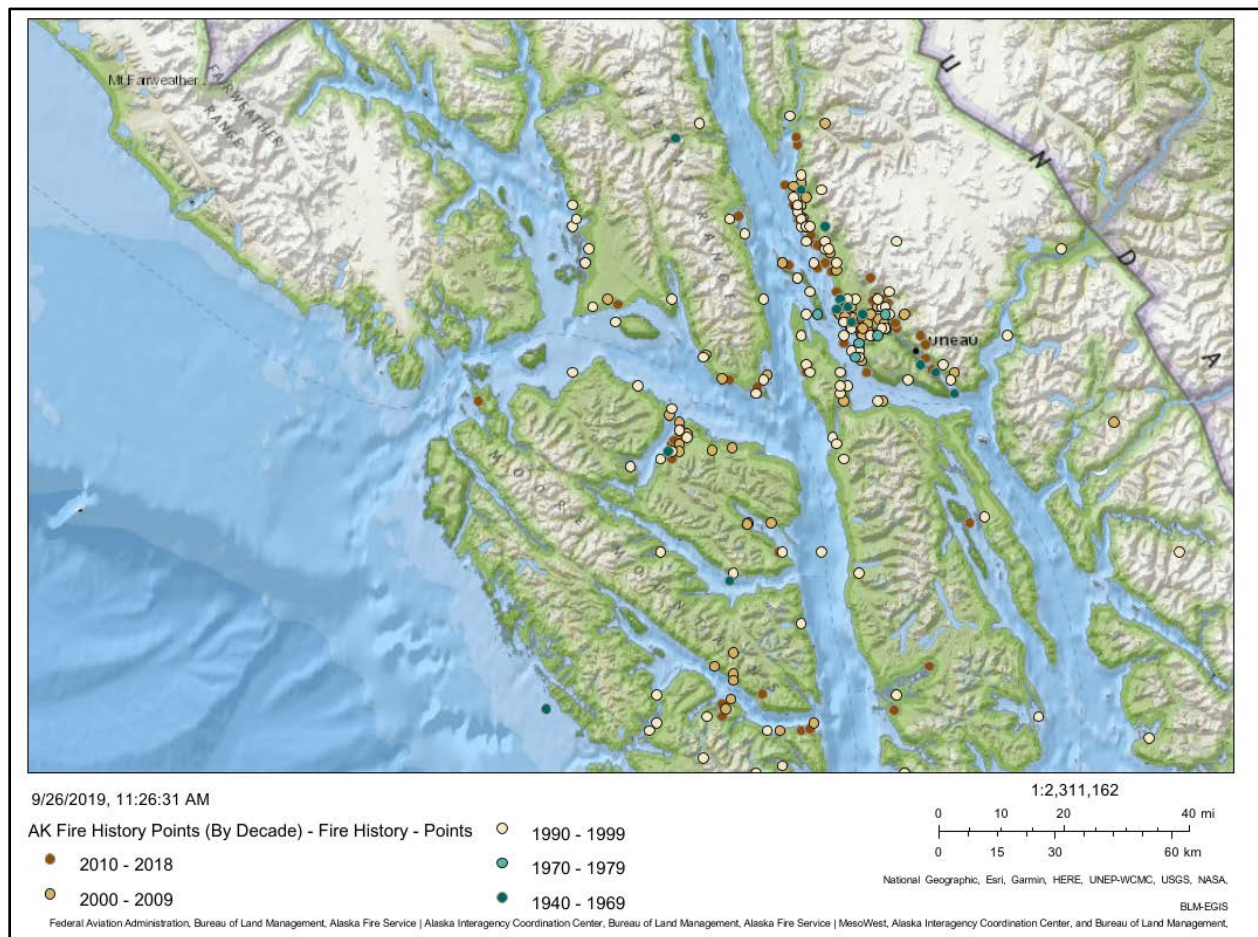 Mt Fairweather
FAIRWEATHER
RANGE
CHILKAT
RANGE
U N D A
uneau
MOORE MOUNTAINS
9/26/2019, 11:26:31 AM
AK Fire History Points (By Decade) - Fire History - Points
2010 - 2018
2000 - 2009
1990 - 1999
1970 - 1979
1940 - 1969
1:2,311,162
0 10 20 40 mi
0 15 30 60 km
National Geographic, Esri, Garmin, HERE, UNEP-WCMC, USGS, NASA,
BLM-EGIS
Federal Aviation Administration, Bureau of Land Management, Alaska Fire Service | Alaska Interagency Coordination Center, Bureau of Land Management, Alaska Fire Service | MesoWest, Alaska Interagency Coordination Center, and Bureau of Land Management,